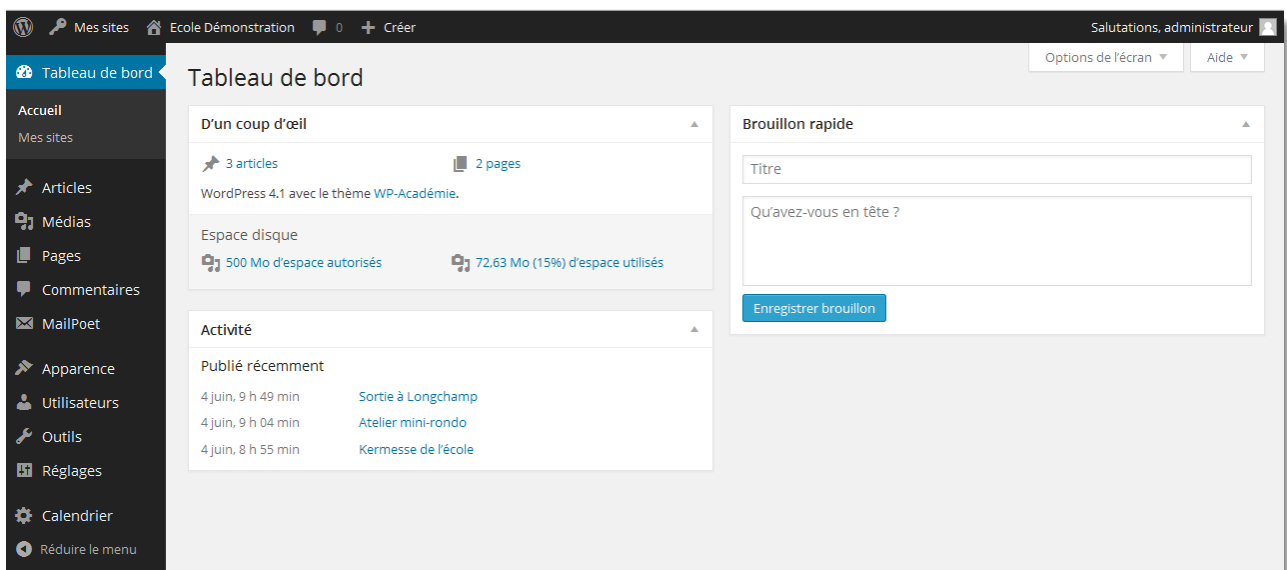 Mes sites Ecole Démonstration 0 Créer Salutations, administrateur
Options de l'écran Aide
Tableau de bord
Accueil
Mes sites
Articles
Médias
Pages
Commentaires
MailPoet
Apparence
Utilisateurs
Outils
Réglages
Calendrier
Réduire le menu
Tableau de bord
D'un coup d'œil
3 articles 2 pages
WordPress 4.1 avec le thème WP-Académie.
Espace disque
500 Mo d'espace autorisés 72,63 Mo (15%) d'espace utilisés
Activité
Publié récemment
4 juin, 9 h 49 min Sortie à Longchamp
4 juin, 9 h 04 min Atelier mini-rondo
4 juin, 8 h 55 min Kermesse de l'école
Brouillon rapide
Titre
Qu'avez-vous en tête ?
Enregistrer brouillon